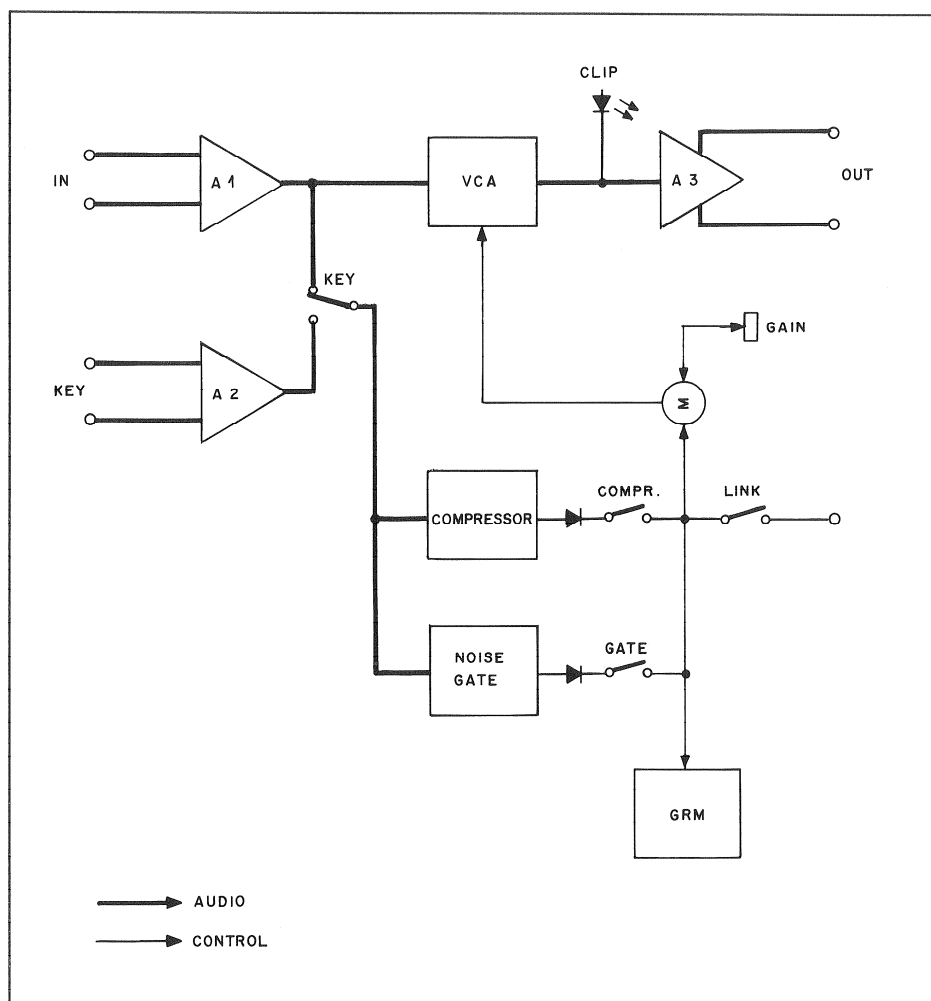 CLIP
IN
A 1
VCA
A 3
OUT
KEY
GAIN
KEY
A 2
M
COMPRESSOR
COMPR.
LINK
NOISE
GATE
GATE
GRM
AUDIO
CONTROL